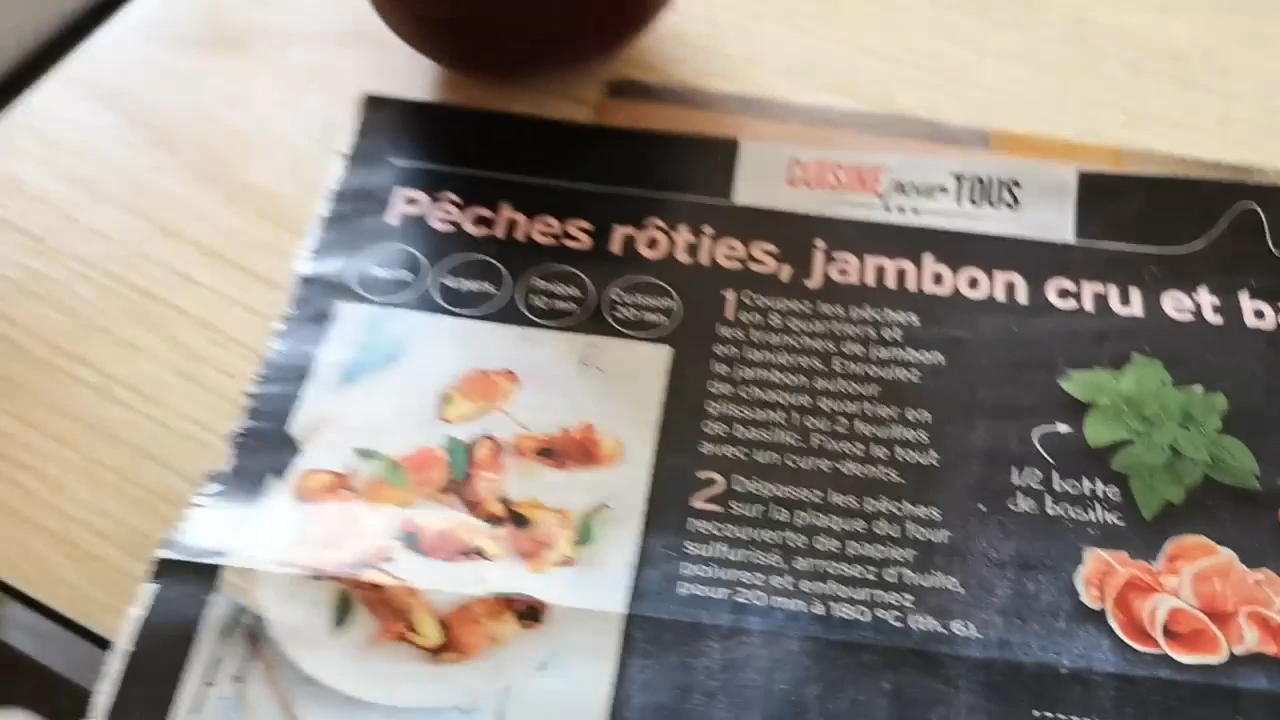 CUISINE pour TOUS
Pêches rôties, jambon cru et b
1 Coupez les pêches
en 8 quartiers et
les tranches de jambon
en lanières. Enroulez
le jambon autour
de chaque quartier en
glissant 1 ou 2 feuilles
de basilic. Fixez le tout
avec un cure-dents.
2 Déposez les pêches
sur la plaque du four
recouverte de papier
sulfurisé, arrosez d'huile,
poivrez et enfournez
pour 20 mn à 180 °C (th. 6).
1/2 botte
de basilic